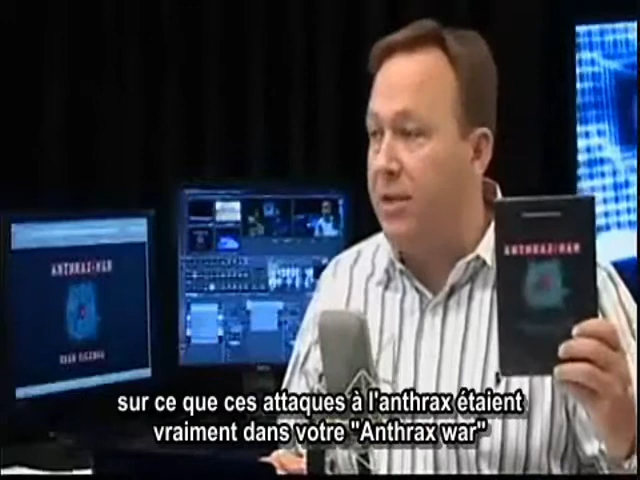 ANTHRAX WAR
ANTHRAX WAR
sur ce que ces attaques à l'anthrax étaient
vraiment dans votre "Anthrax war"